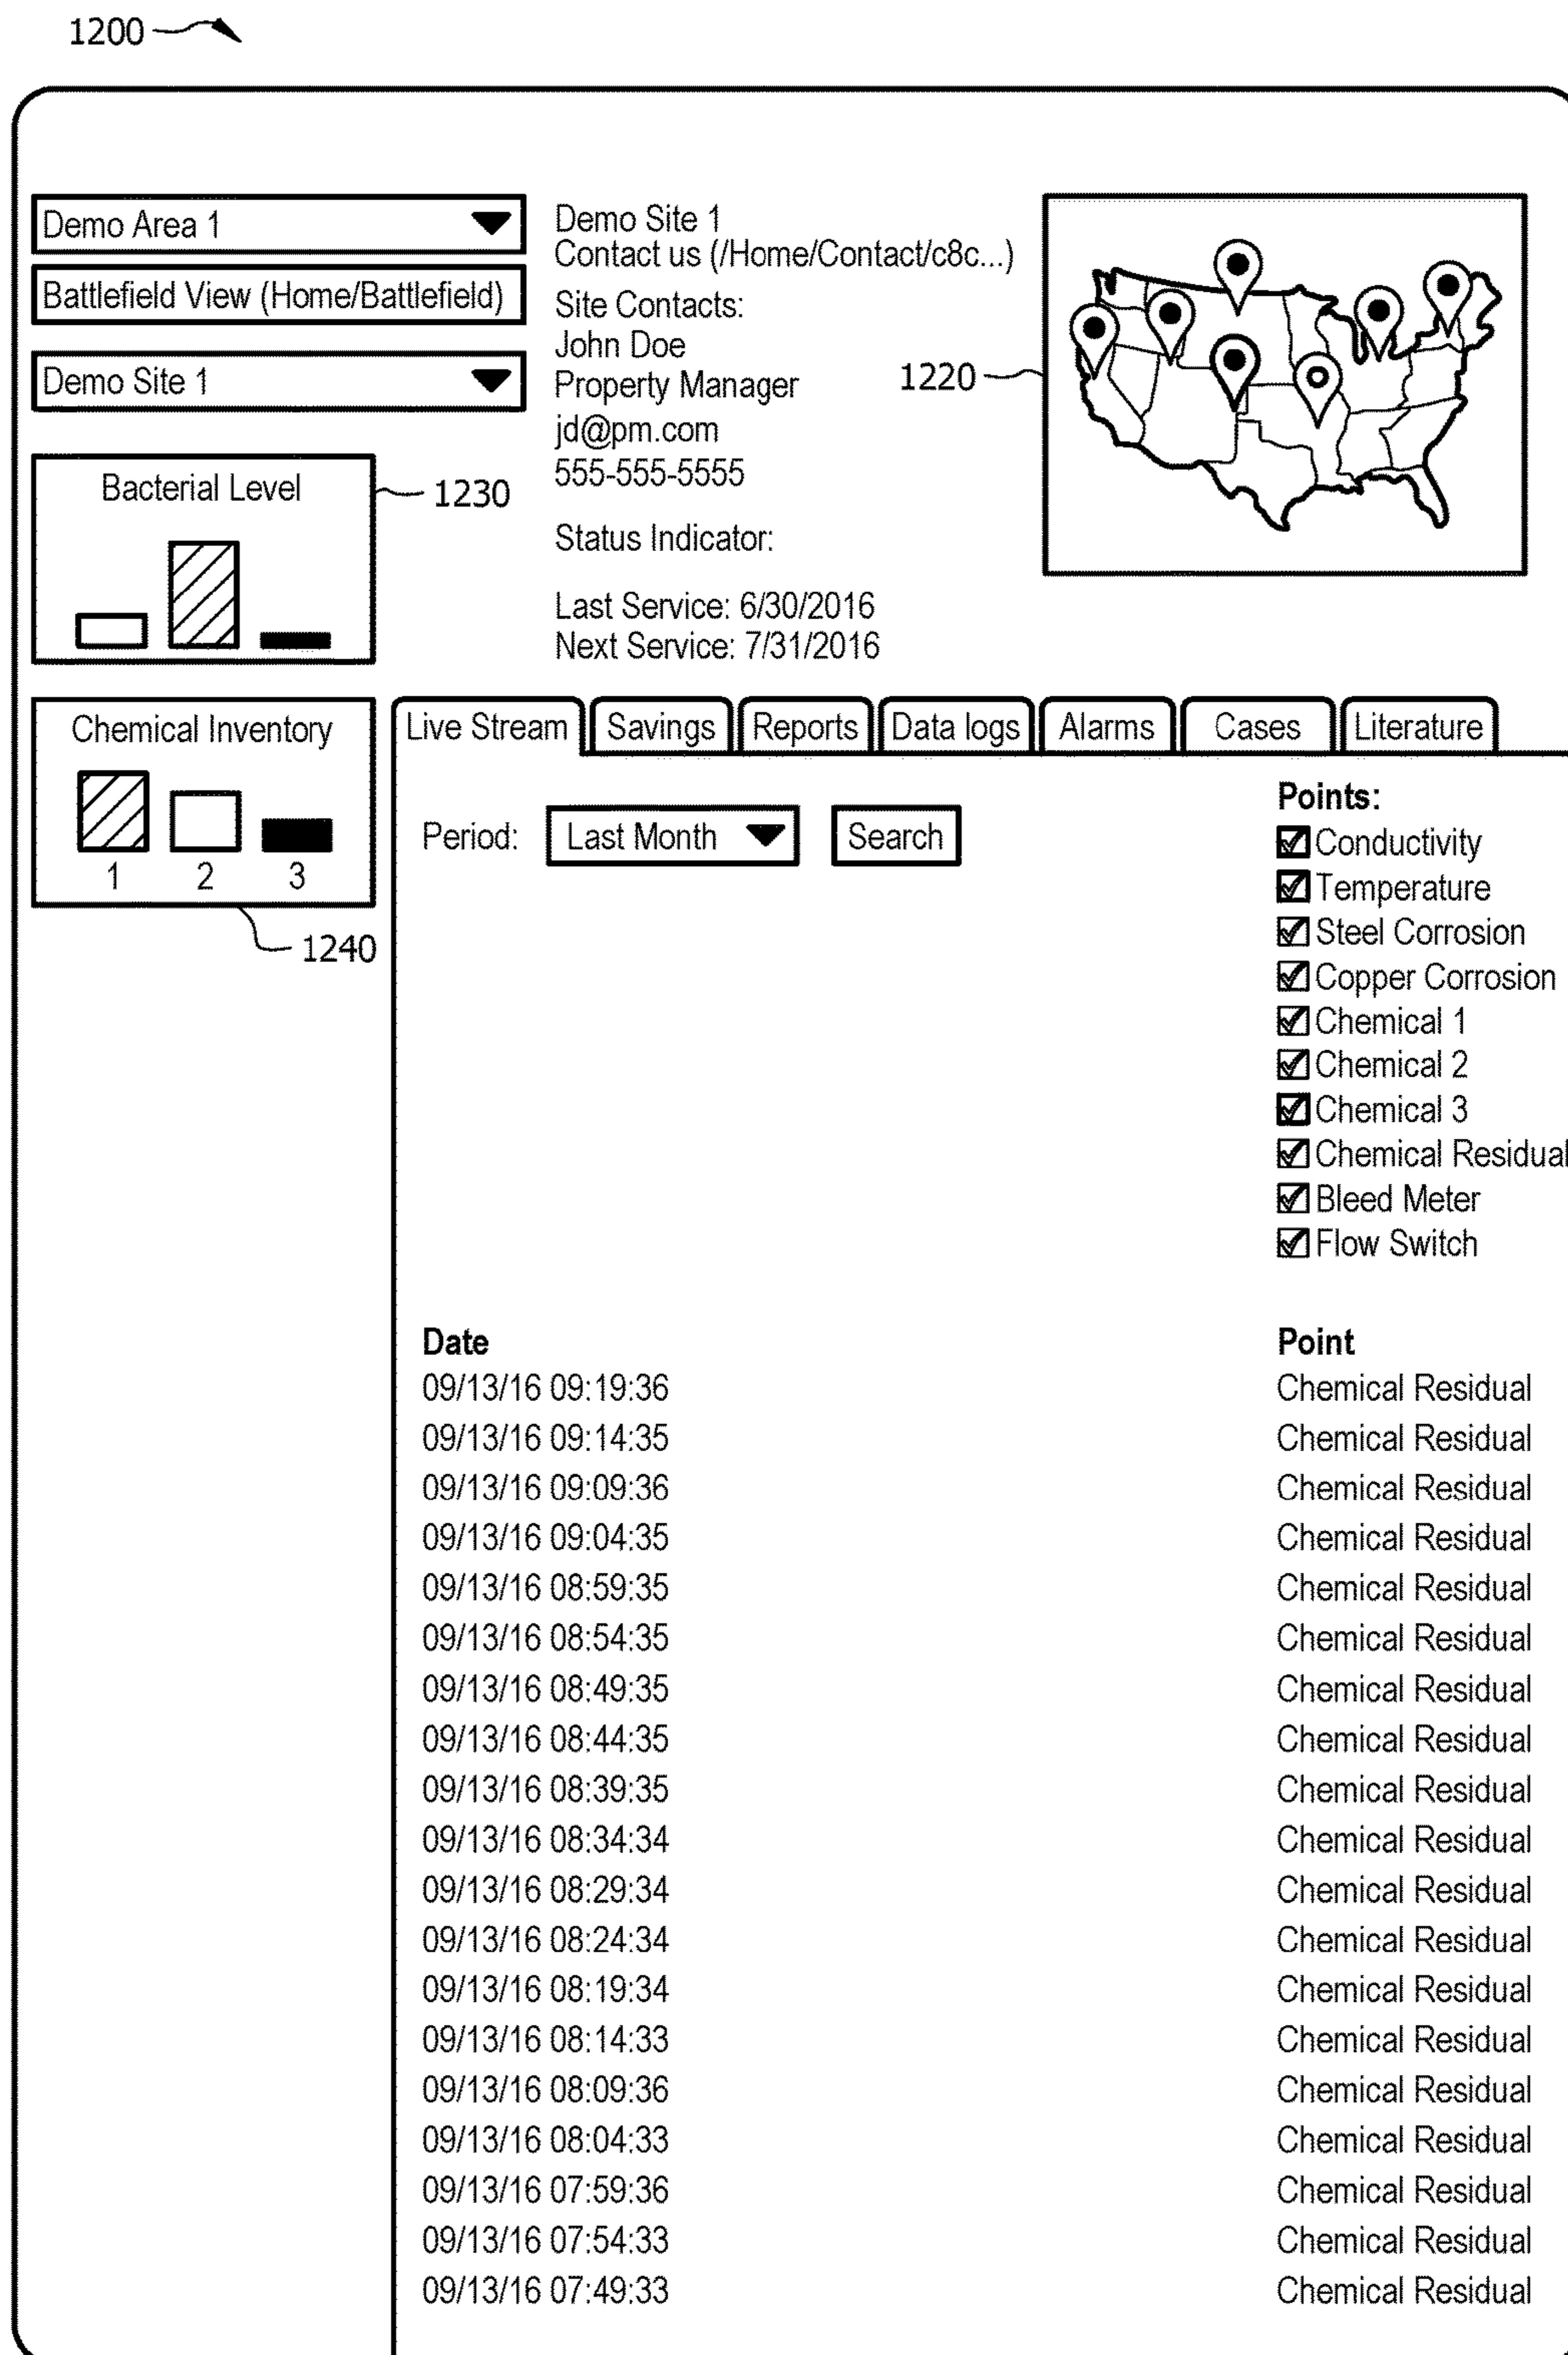 1200
Demo Area 1
Battlefield View (Home/Battlefield)
Demo Site 1
Demo Site 1
Contact us (/Home/Contact/c8c...)
Site Contacts:
John Doe
Property Manager
jd@pm.com
555-555-5555
Status Indicator:
Last Service: 6/30/2016
Next Service: 7/31/2016
1220
Bacterial Level
1230
Chemical Inventory
1 2 3
1240
Live Stream Savings Reports Data logs Alarms Cases Literature
Period: Last Month Search
Points:
Conductivity
Temperature
Steel Corrosion
Copper Corrosion
Chemical 1
Chemical 2
Chemical 3
Chemical Residual
Bleed Meter
Flow Switch
Date Point
09/13/16 09:19:36 Chemical Residual
09/13/16 09:14:35 Chemical Residual
09/13/16 09:09:36 Chemical Residual
09/13/16 09:04:35 Chemical Residual
09/13/16 08:59:35 Chemical Residual
09/13/16 08:54:35 Chemical Residual
09/13/16 08:49:35 Chemical Residual
09/13/16 08:44:35 Chemical Residual
09/13/16 08:39:35 Chemical Residual
09/13/16 08:34:34 Chemical Residual
09/13/16 08:29:34 Chemical Residual
09/13/16 08:24:34 Chemical Residual
09/13/16 08:19:34 Chemical Residual
09/13/16 08:14:33 Chemical Residual
09/13/16 08:09:36 Chemical Residual
09/13/16 08:04:33 Chemical Residual
09/13/16 07:59:36 Chemical Residual
09/13/16 07:54:33 Chemical Residual
09/13/16 07:49:33 Chemical Residual